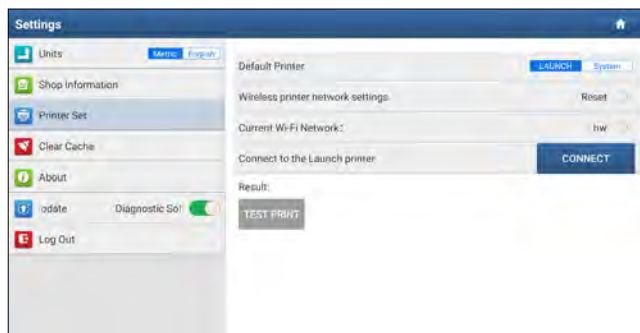 Settings
Units Metric English
Shop Information
Printer Set
Clear Cache
About
odate Diagnostic So!
Log Out
Default Printer LAUNCH System
Wireless printer network settings Reset
Current Wi-Fi Network: hw
Connect to the Launch printer CONNECT
Result:
TEST PRINT